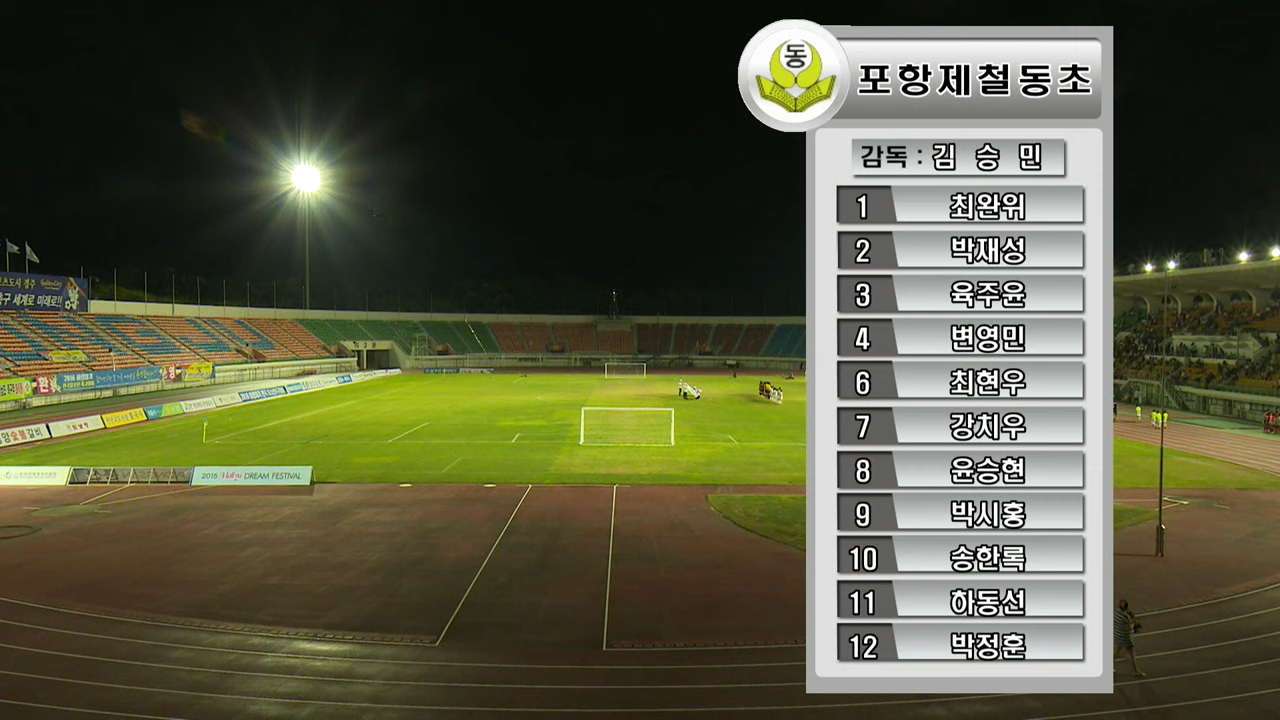 동
포항제철동초
감독 : 김 승 민
1 최완위
2 박재성
3 육주윤
4 변영민
6 최현우
7 강치우
8 윤승현
9 박시홍
10 송한록
11 하동선
12 박정훈
2015 DREAM FESTIVAL